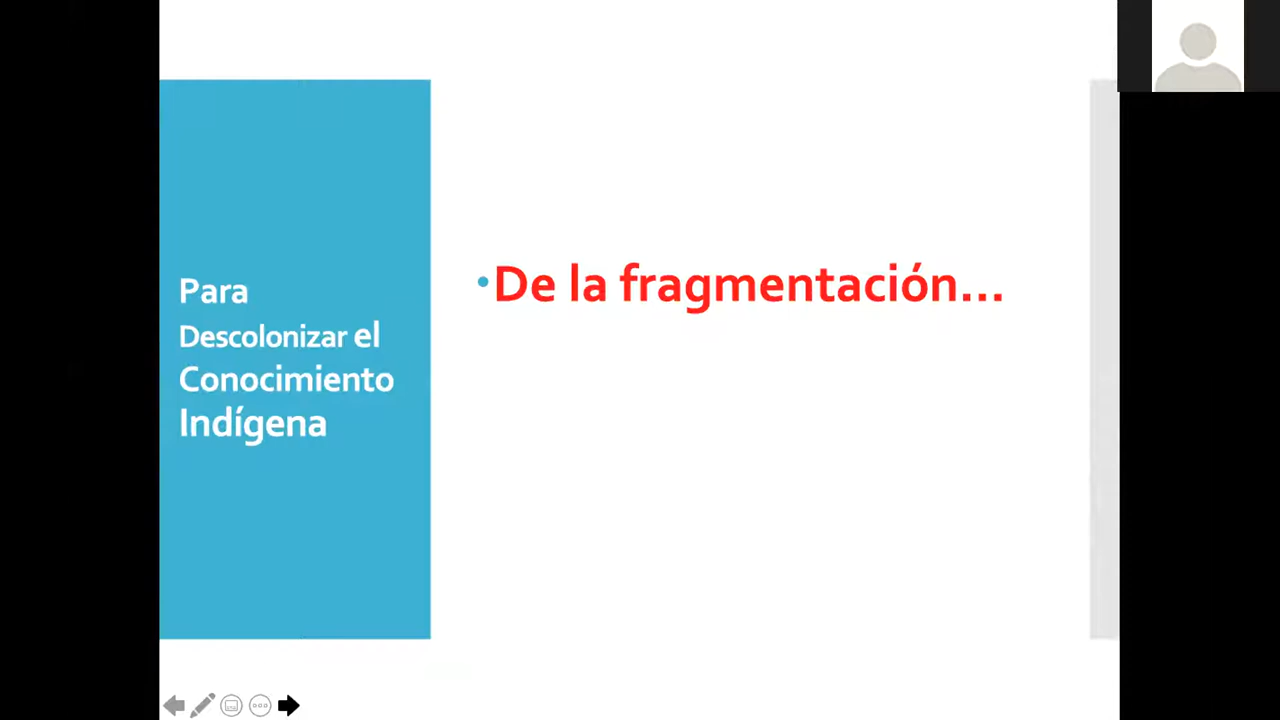 Para
Descolonizar el
Conocimiento
Indígena
•De la fragmentación...